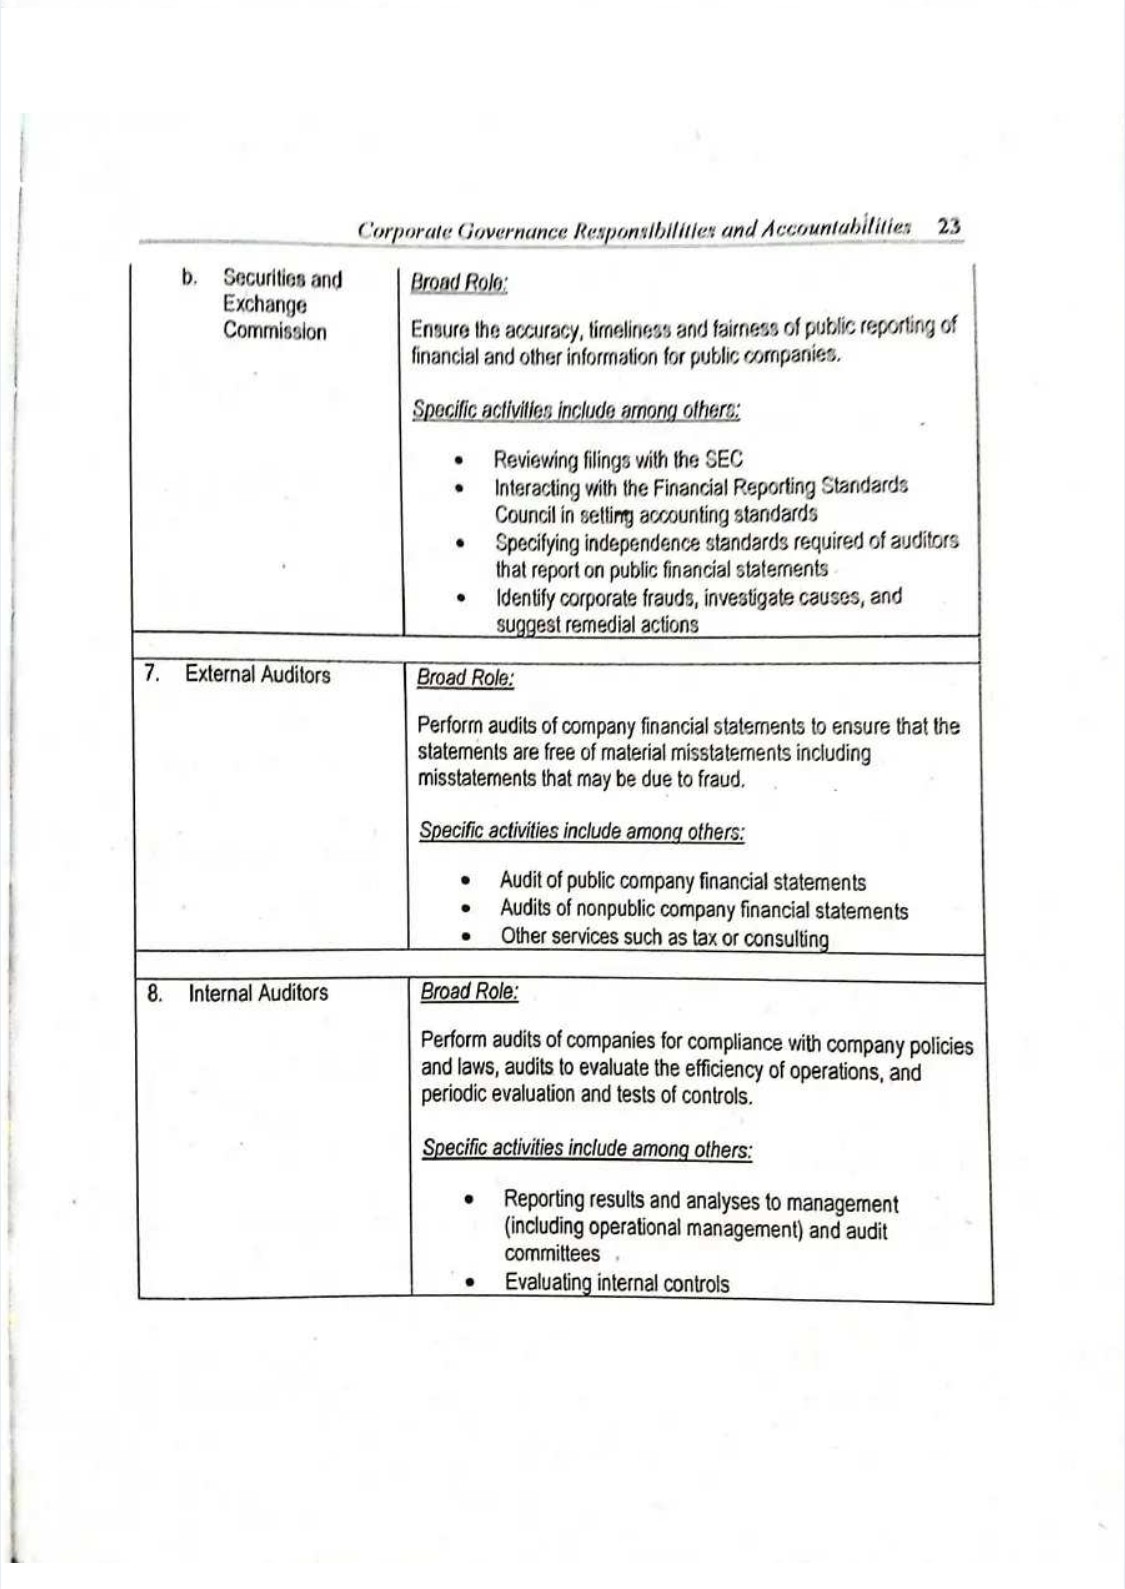 Corporate Governance Responsibilities and Accountabilities 23
b. Securities and
Exchange
Commission
Broad Role:
Ensure the accuracy, timeliness and fairness of public reporting of
financial and other information for public companies.
Specific activities include among others:
• Reviewing filings with the SEC
• Interacting with the Financial Reporting Standards
Council in setting accounting standards
• Specifying independence standards required of auditors
that report on public financial statements
• Identify corporate frauds, investigate causes, and
suggest remedial actions
7. External Auditors
Broad Role:
Perform audits of company financial statements to ensure that the
statements are free of material misstatements including
misstatements that may be due to fraud.
Specific activities include among others:
• Audit of public company financial statements
• Audits of nonpublic company financial statements
• Other services such as tax or consulting
8. Internal Auditors
Broad Role:
Perform audits of companies for compliance with company policies
and laws, audits to evaluate the efficiency of operations, and
periodic evaluation and tests of controls.
Specific activities include among others:
• Reporting results and analyses to management
(including operational management) and audit
committees
• Evaluating internal controls